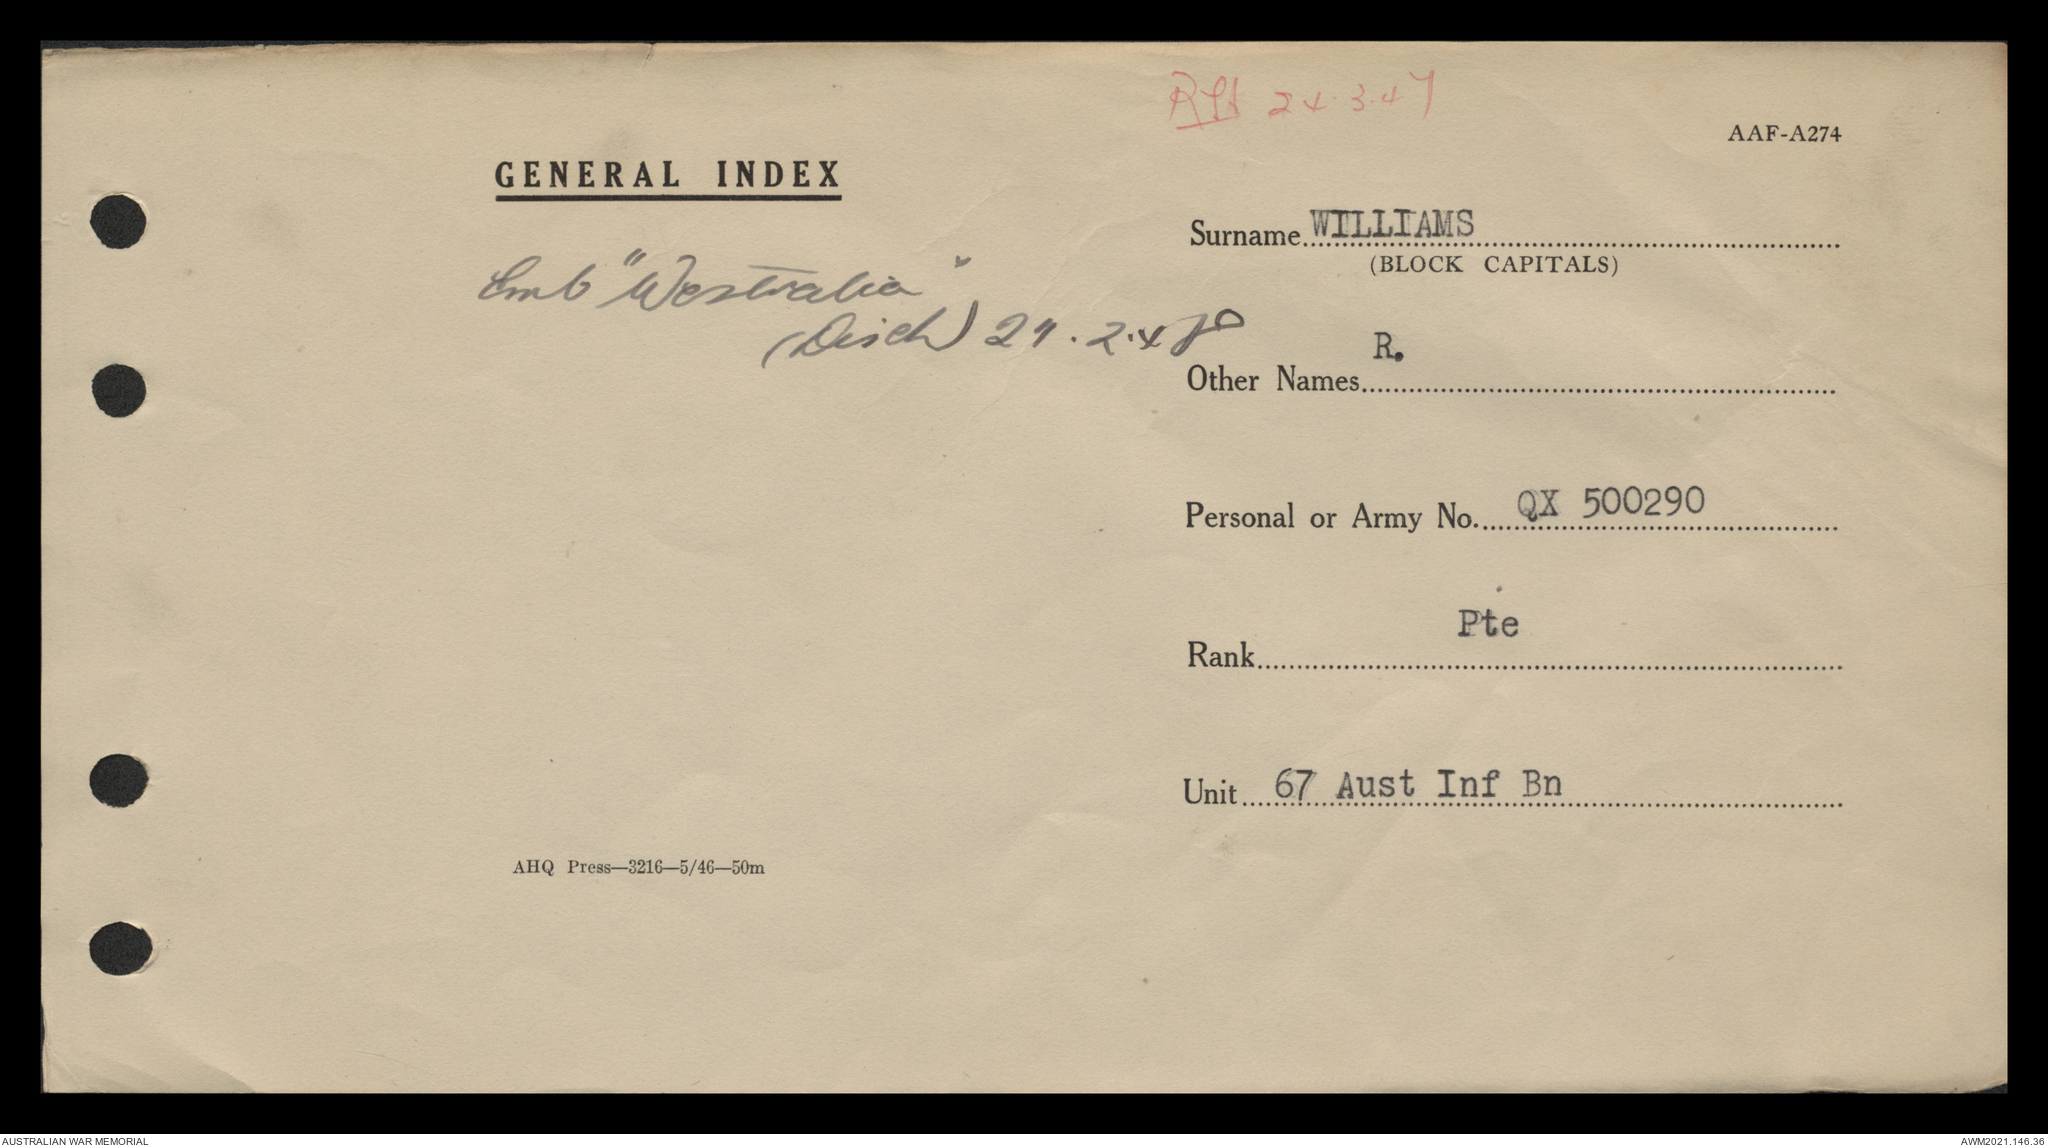 Rft 24.3.47
AAF-A274
GENERAL INDEX
Surname WILLIAMS
(BLOCK CAPITALS)
Emb "Westralia"
(Disch) 27.2.48
Other Names R.
Personal or Army No. QX 500290
Rank Pte
Unit 67 Aust Inf Bn
AHQ Press—3216—5/46—50m
AUSTRALIAN WAR MEMORIAL
AWM2021.146.36